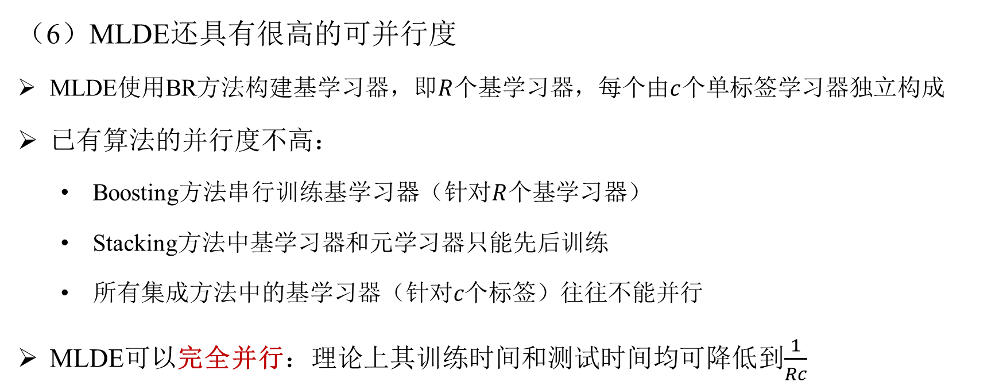 （6）MLDE还具有很高的可并行度
➢ MLDE使用BR方法构建基学习器，即R个基学习器，每个由c个单标签学习器独立构成
➢ 已有算法的并行度不高：
• Boosting方法串行训练基学习器（针对R个基学习器）
• Stacking方法中基学习器和元学习器只能先后训练
• 所有集成方法中的基学习器（针对c个标签）往往不能并行
➢ MLDE可以完全并行：理论上其训练时间和测试时间均可降低到1/Rc